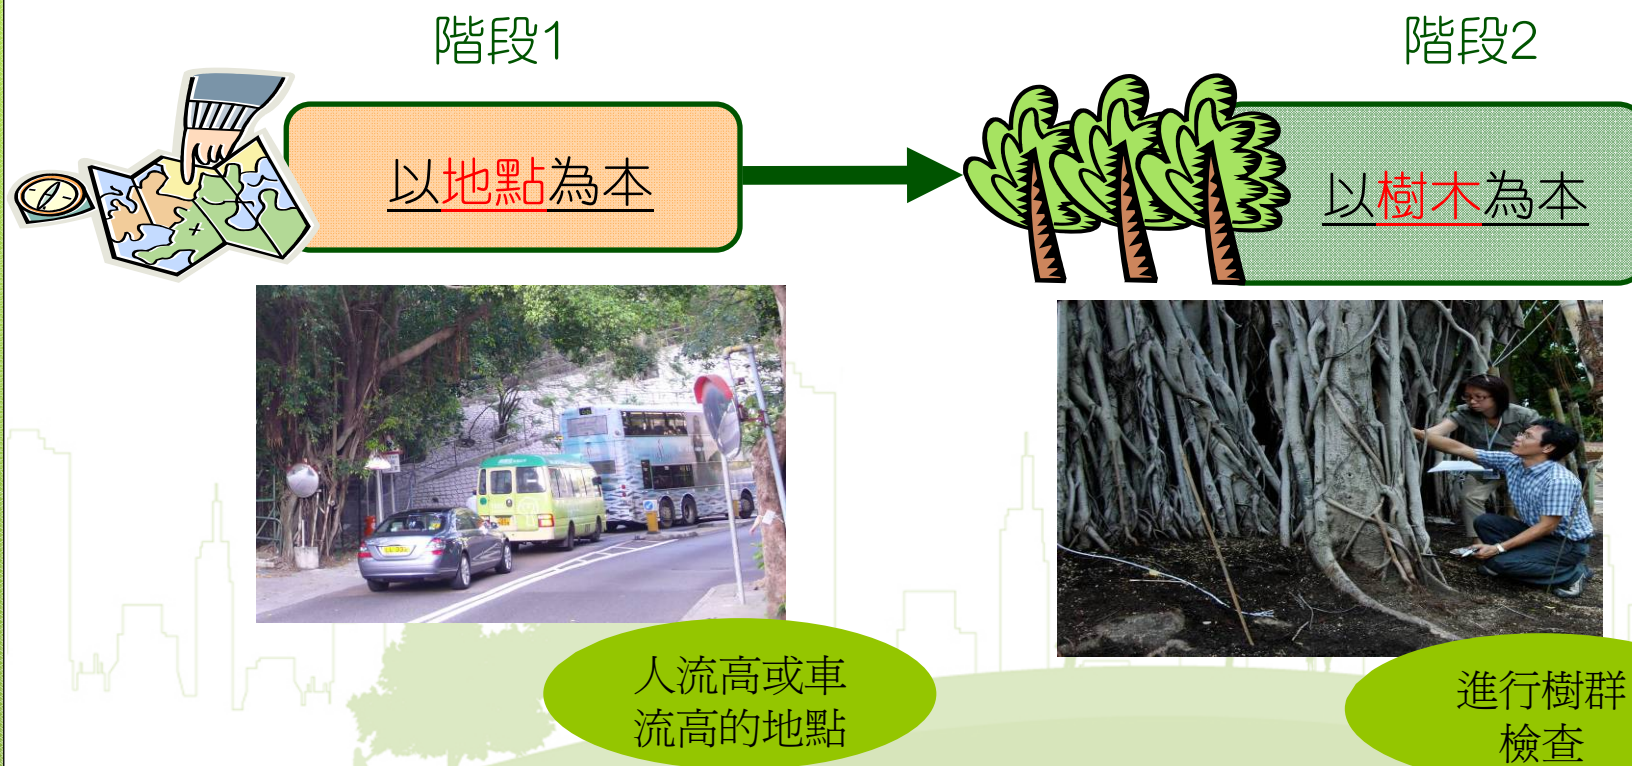 階段1
階段2
以地點為本
以樹木為本
人流高或車
流高的地點
進行樹群
檢查